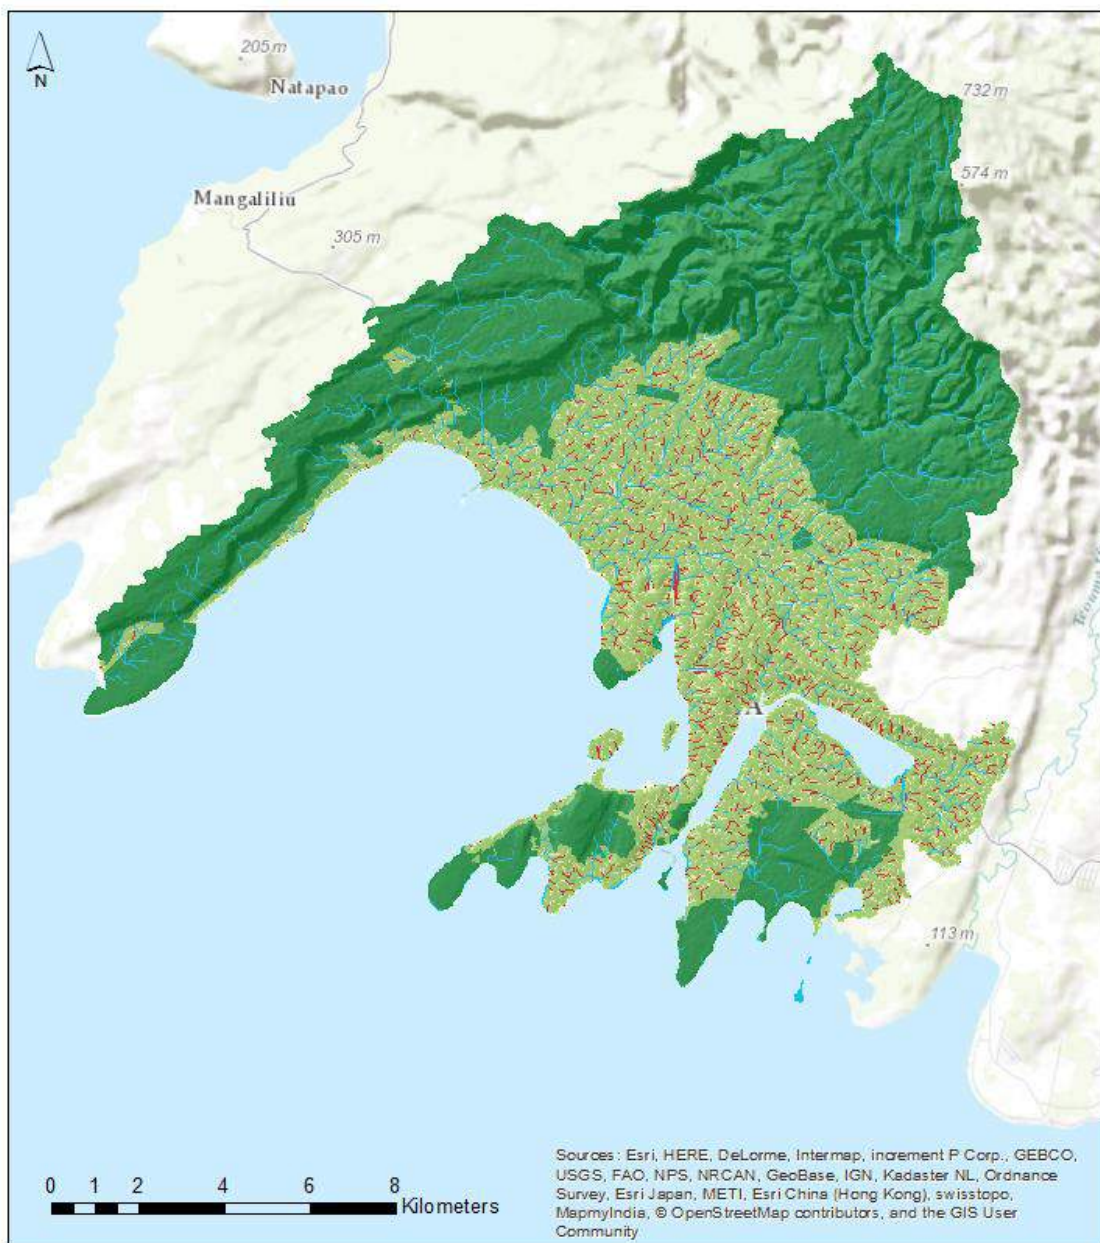 205 m
Natapao
N
732 m
574 m
Mangaliliu
305 m
A
113 m
0 1 2 4 6 8
Kilometers
Sources: Esri, HERE, DeLorme, Intermap, increment P Corp., GEBCO,
USGS, FAO, NPS, NRCAN, GeoBase, IGN, Kadaster NL, Ordnance
Survey, Esri Japan, METI, Esri China (Hong Kong), swisstopo,
MapmyIndia, © OpenStreetMap contributors, and the GIS User
Community